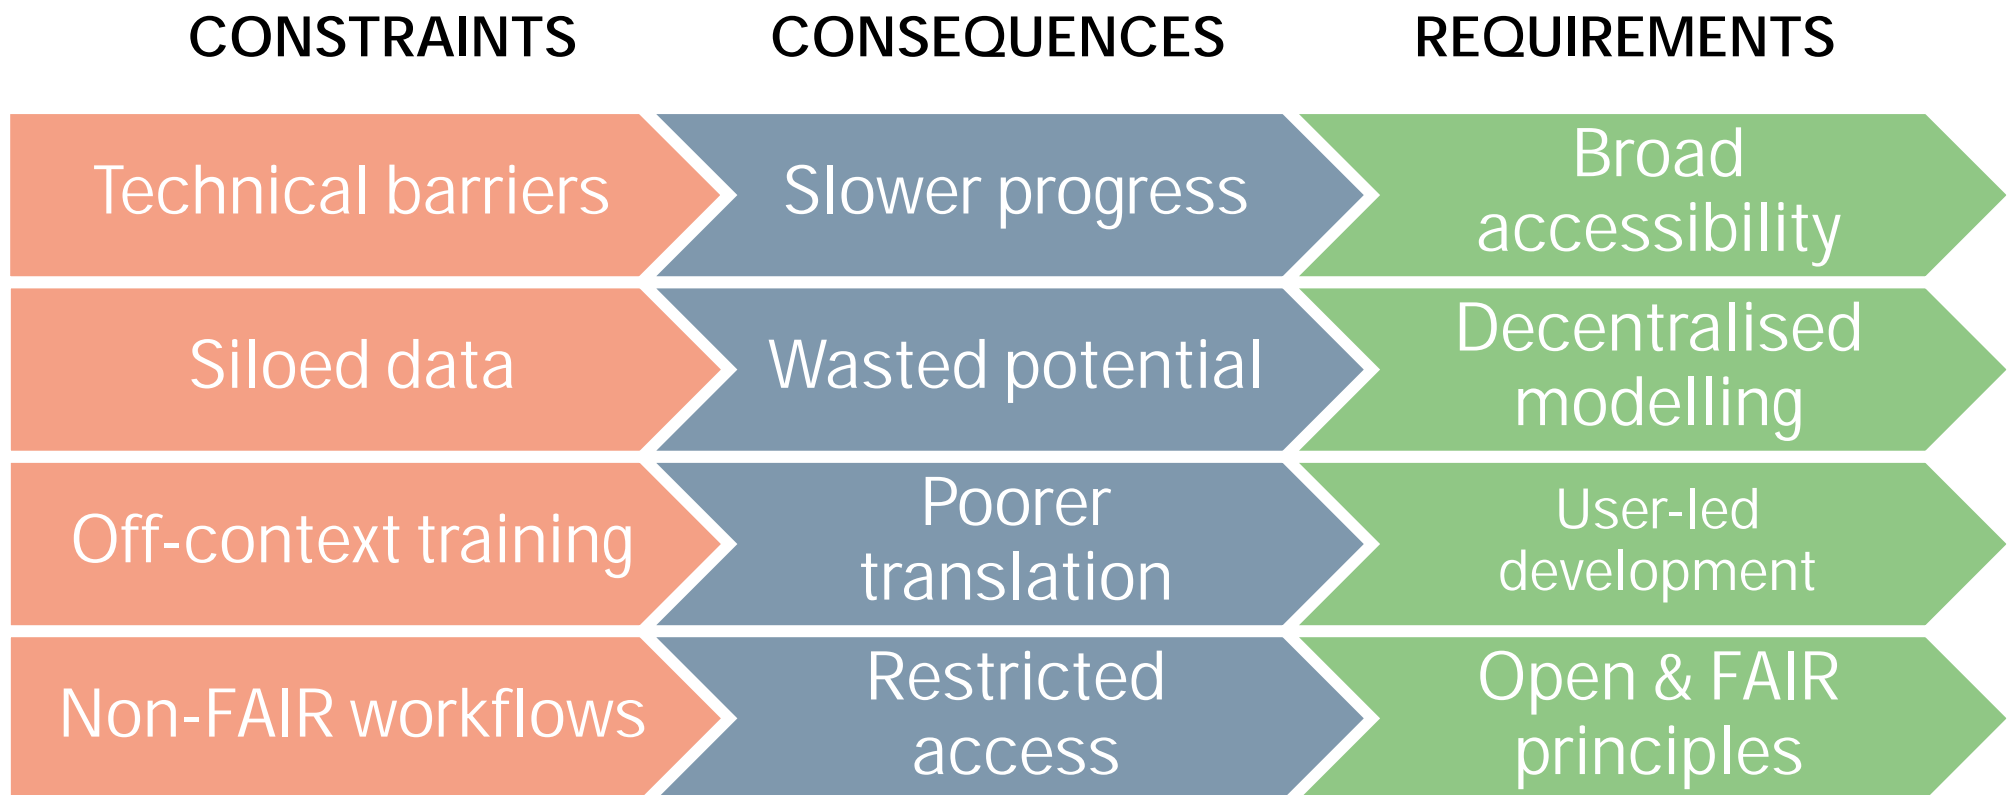 CONSTRAINTS CONSEQUENCES REQUIREMENTS
Technical barriers
Slower progress
Broad
accessibility
Siloed data
Wasted potential
Decentralised
modelling
Off-context training
Poorer
translation
User-led
development
Non-FAIR workflows
Restricted
access
Open & FAIR
principles